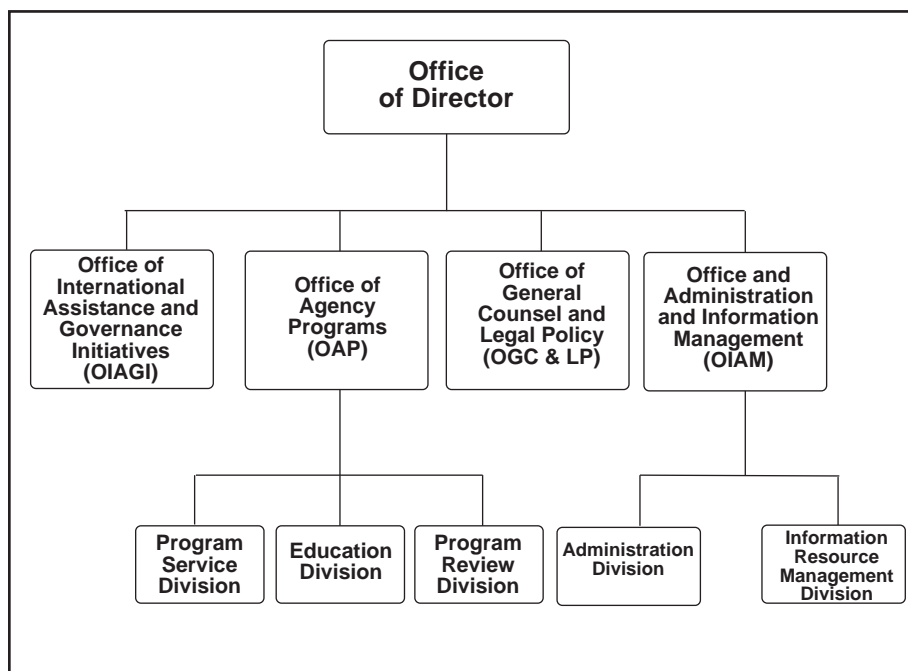 Office
of Director
Office of
International
Assistance and
Governance
Initiatives
(OIAGI)
Office of
Agency
Programs
(OAP)
Office of
General
Counsel and
Legal Policy
(OGC & LP)
Office and
Administration
and Information
Management
(OIAM)
Program
Service
Division
Education
Division
Program
Review
Division
Administration
Division
Information
Resource
Management
Division